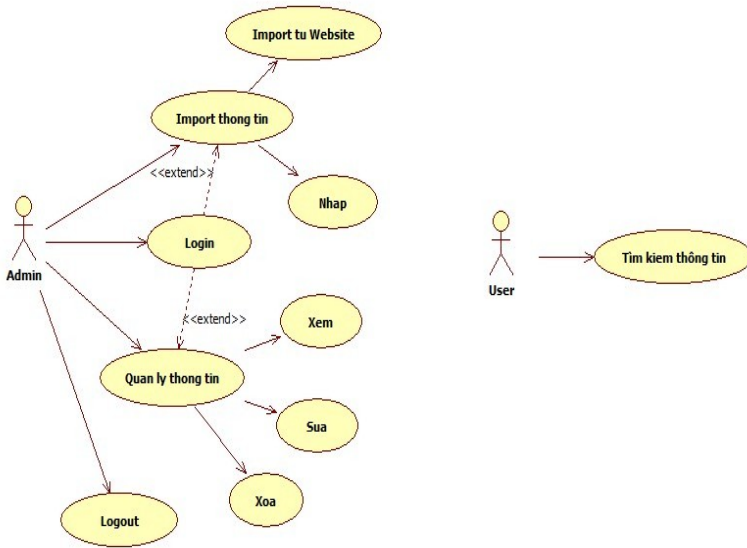 Import tu Website
Import thong tin
<<extend>>
Nhap
Login
Admin
<<extend>>
Xem
Quan ly thong tin
Sua
Xoa
Logout
User
Tìm kiem thông tin